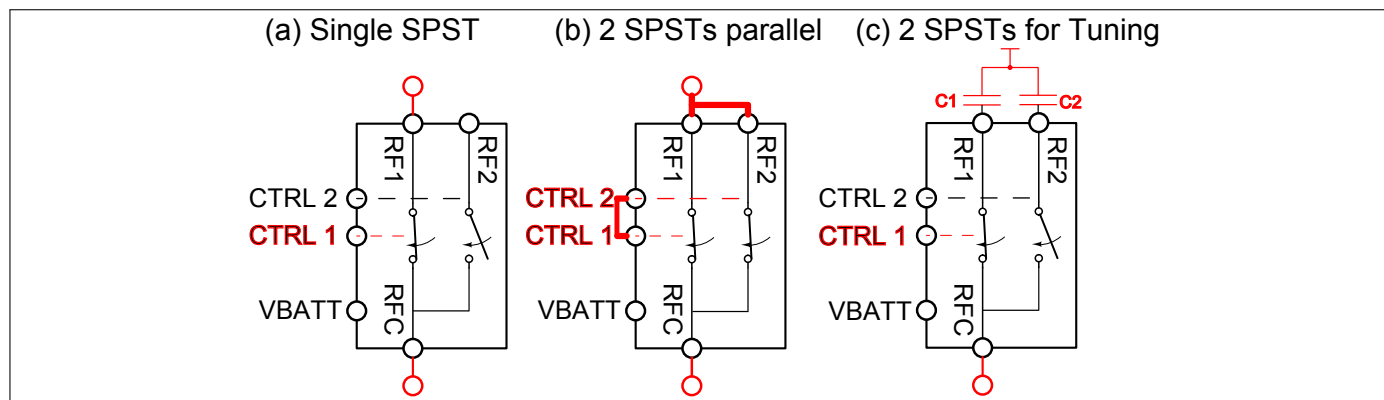 (a) Single SPST
(b) 2 SPSTs parallel
(c) 2 SPSTs for Tuning
RF1
RF2
CTRL 2
CTRL 1
VBATT
RFC
RF1
RF2
CTRL 2
CTRL 1
VBATT
RFC
C1
C2
RF1
RF2
CTRL 2
CTRL 1
VBATT
RFC